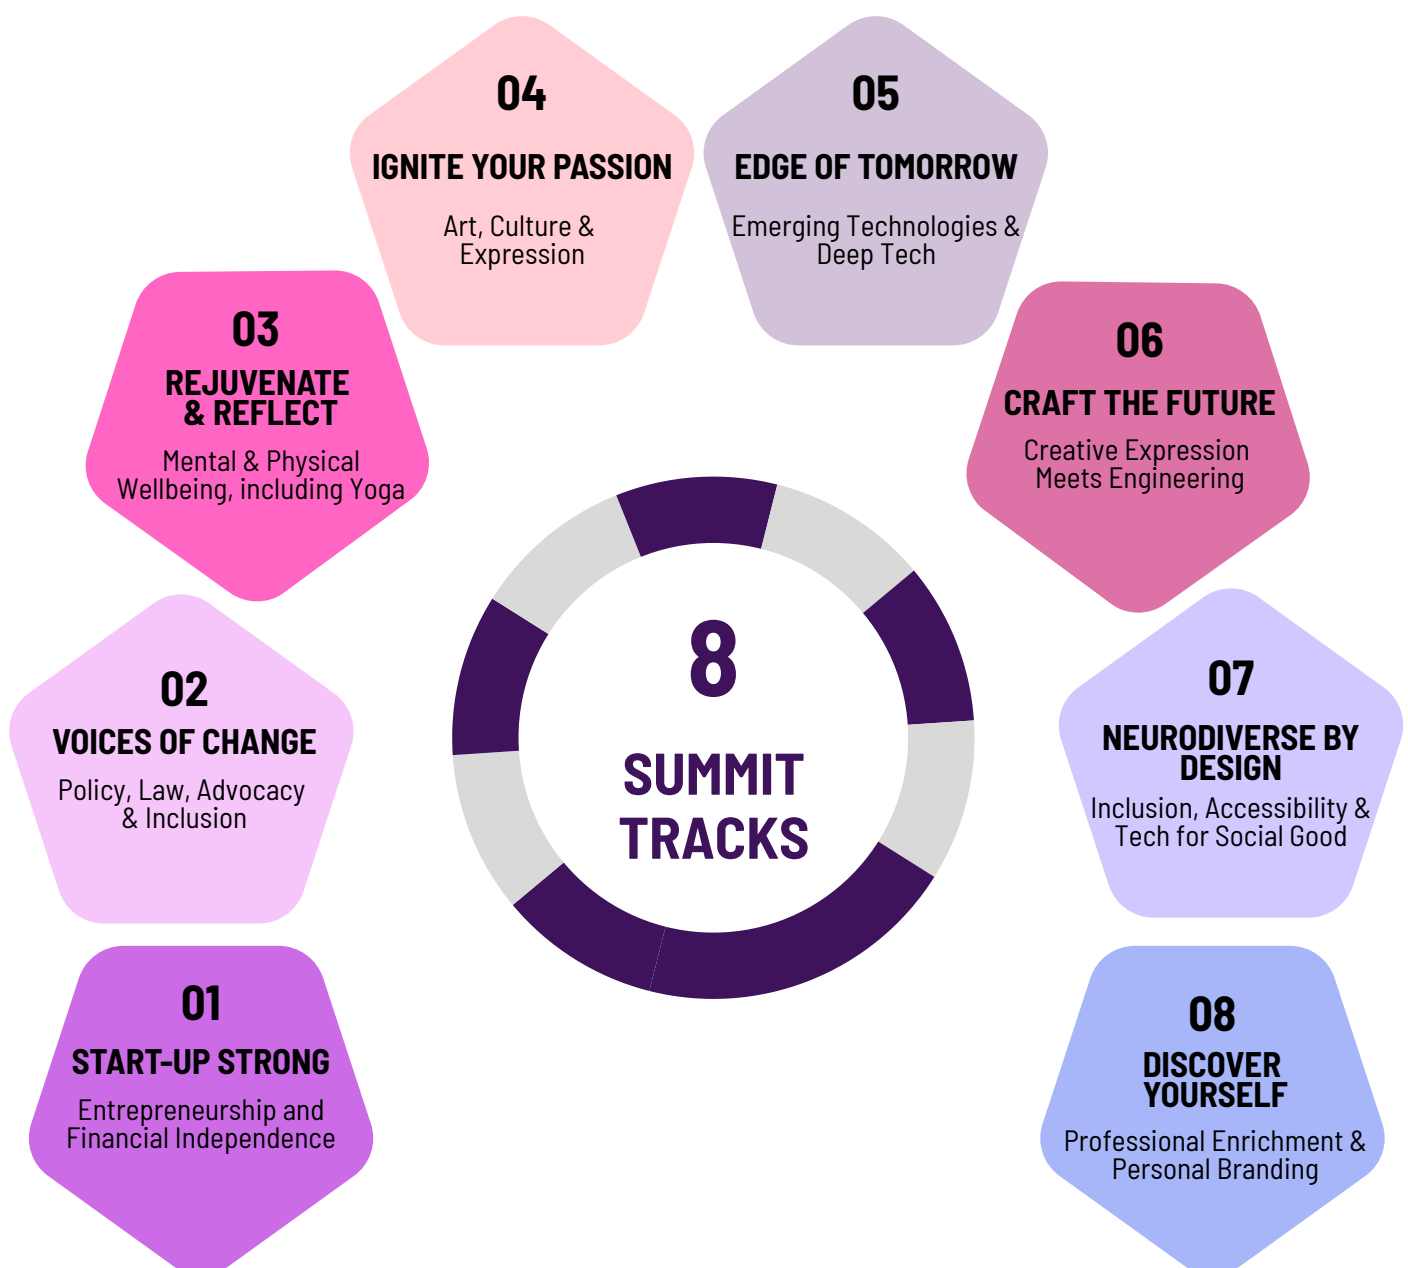 04
IGNITE YOUR PASSION
Art, Culture &
Expression
05
EDGE OF TOMORROW
Emerging Technologies &
Deep Tech
03
REJUVENATE
& REFLECT
Mental & Physical
Wellbeing, including Yoga
06
CRAFT THE FUTURE
Creative Expression
Meets Engineering
02
VOICES OF CHANGE
Policy, Law, Advocacy
& Inclusion
8
SUMMIT
TRACKS
07
NEURODIVERSE BY
DESIGN
Inclusion, Accessibility &
Tech for Social Good
01
START-UP STRONG
Entrepreneurship and
Financial Independence
08
DISCOVER
YOURSELF
Professional Enrichment &
Personal Branding